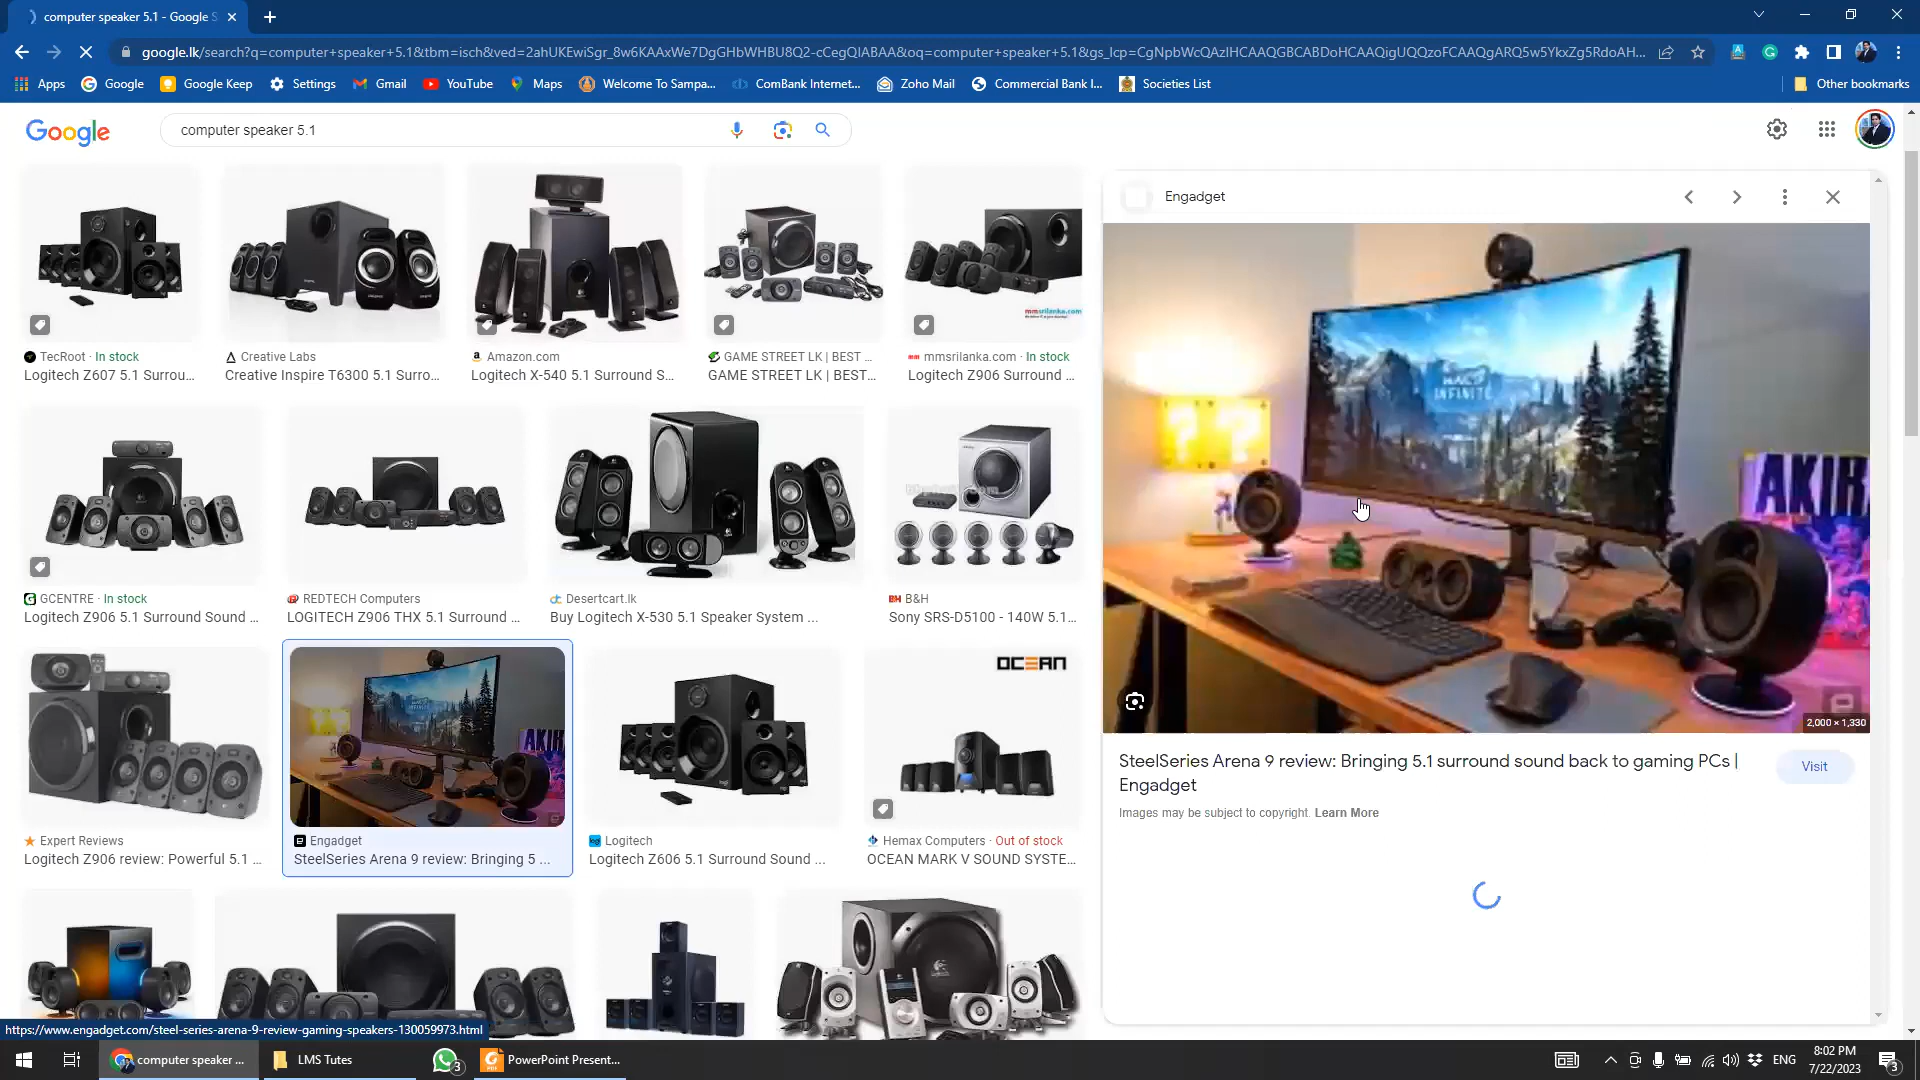 computer speaker 5.1 - Google S
google.lk/search?q=computer+speaker+5.1&tbm=isch&ved=2ahUKEwiSgr_8w6KAAxWe7DgGHbWHBU8Q2-cCegQIABAA&oq=computer+speaker+5.1&gs_lcp=CgNpbWcQAzIHCAAQGBCABDoHCAAQigUQQzoFCAAQgARQ5w5YkxZg5RdoAH...
Apps
Google
Google Keep
Settings
Gmail
YouTube
Maps
Welcome To Sampa...
ComBank Internet...
Zoho Mail
Commercial Bank I...
Societies List
Other bookmarks
Google
computer speaker 5.1
TecRoot · In stock
Logitech Z607 5.1 Surrou...
Creative Labs
Creative Inspire T6300 5.1 Surro...
Amazon.com
Logitech X-540 5.1 Surround S...
GAME STREET LK | BEST ...
GAME STREET LK | BEST...
mmsrilanka.com
mmsrilanka.com · In stock
Logitech Z906 Surround ...
GCENTRE · In stock
Logitech Z906 5.1 Surround Sound ...
REDTECH Computers
LOGITECH Z906 THX 5.1 Surround ...
Desertcart.lk
Buy Logitech X-530 5.1 Speaker System ...
B&H
Sony SRS-D5100 - 140W 5.1...
Expert Reviews
Logitech Z906 review: Powerful 5.1 ...
AKIR
Engadget
SteelSeries Arena 9 review: Bringing 5 ...
Logitech
Logitech Z606 5.1 Surround Sound ...
OCEAN
Hemax Computers · Out of stock
OCEAN MARK V SOUND SYSTE...
Engadget
HALO
INFINITE
AKIR
2,000 × 1,330
SteelSeries Arena 9 review: Bringing 5.1 surround sound back to gaming PCs |
Engadget
Visit
Images may be subject to copyright. Learn More
https://www.engadget.com/steel-series-arena-9-review-gaming-speakers-130059973.html
computer speaker ...
LMS Tutes
3
PowerPoint Present...
ENG
8:02 PM
7/22/2023
3